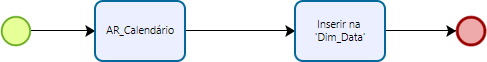 AR_Calendário
Inserir na
'Dim_Data'